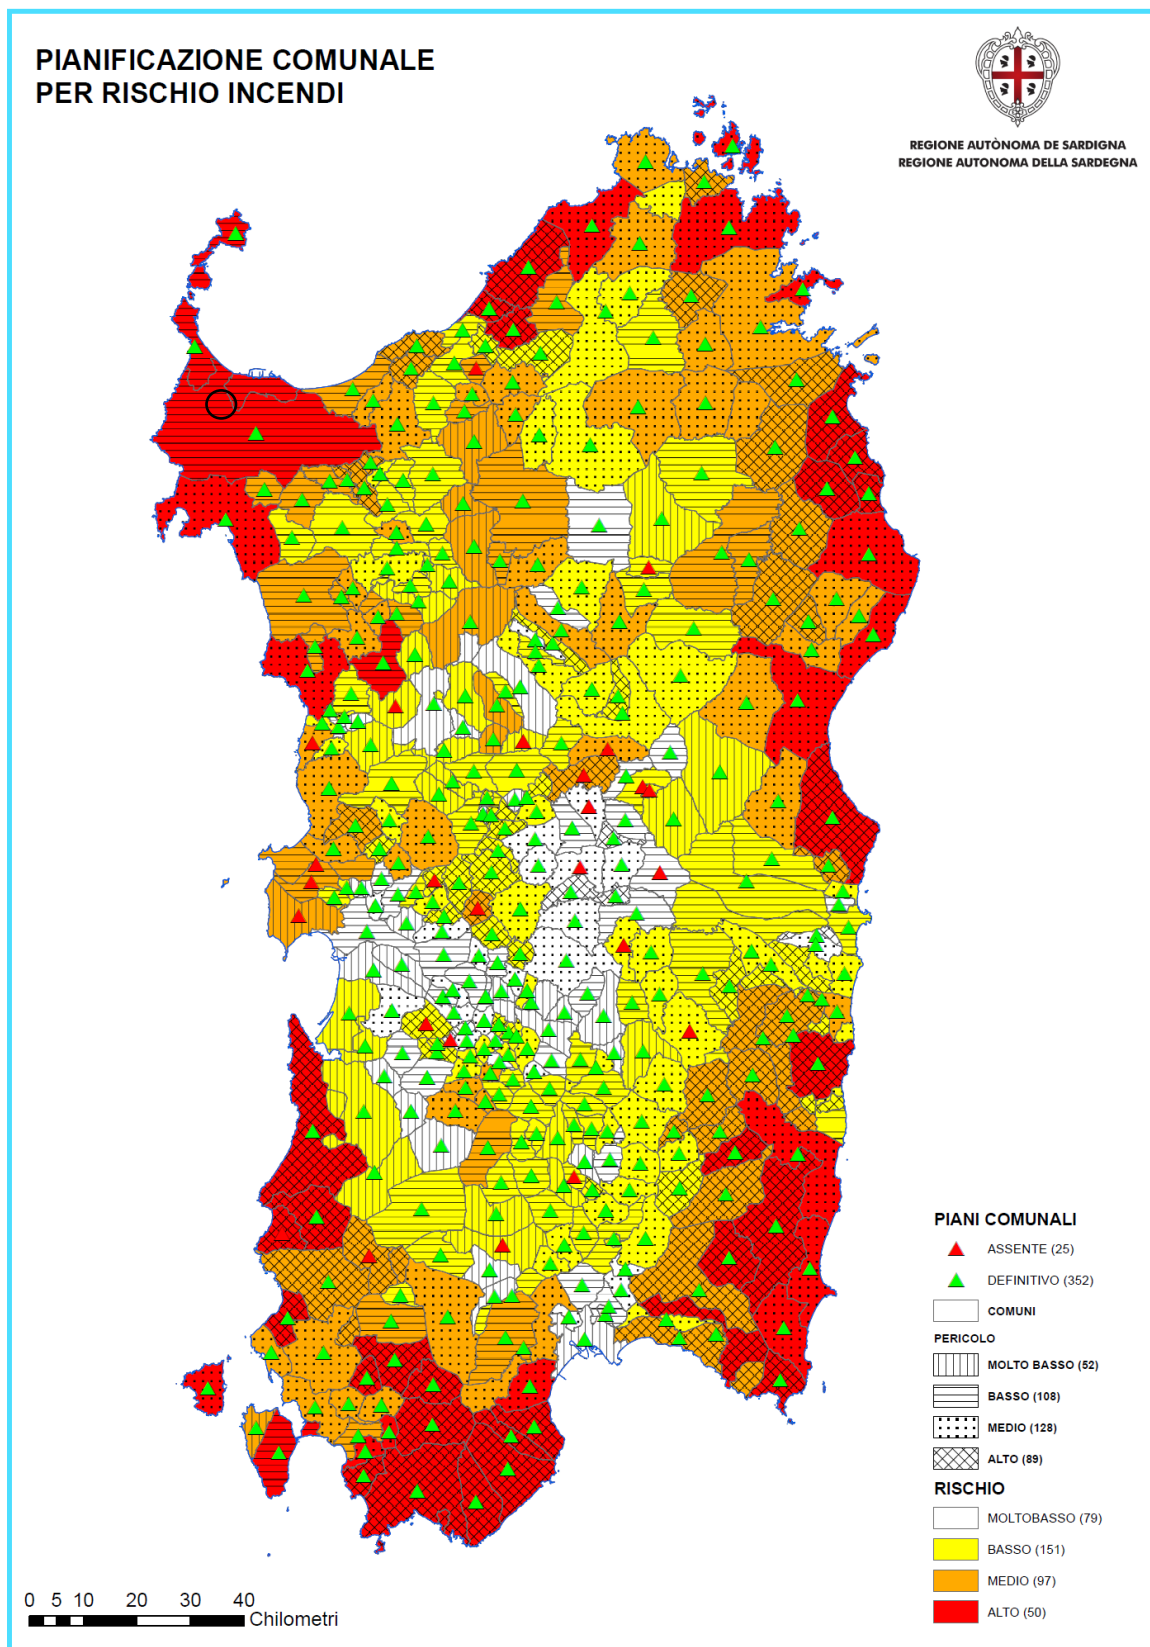 PIANIFICAZIONE COMUNALE
PER RISCHIO INCENDI
REGIONE AUTÒNOMA DE SARDIGNA
REGIONE AUTONOMA DELLA SARDEGNA
PIANI COMUNALI
ASSENTE (25)
DEFINITIVO (352)
COMUNI
PERICOLO
MOLTO BASSO (52)
BASSO (108)
MEDIO (128)
ALTO (89)
RISCHIO
MOLTOBASSO (79)
BASSO (151)
MEDIO (97)
ALTO (50)
0 5 10 20 30 40
Chilometri